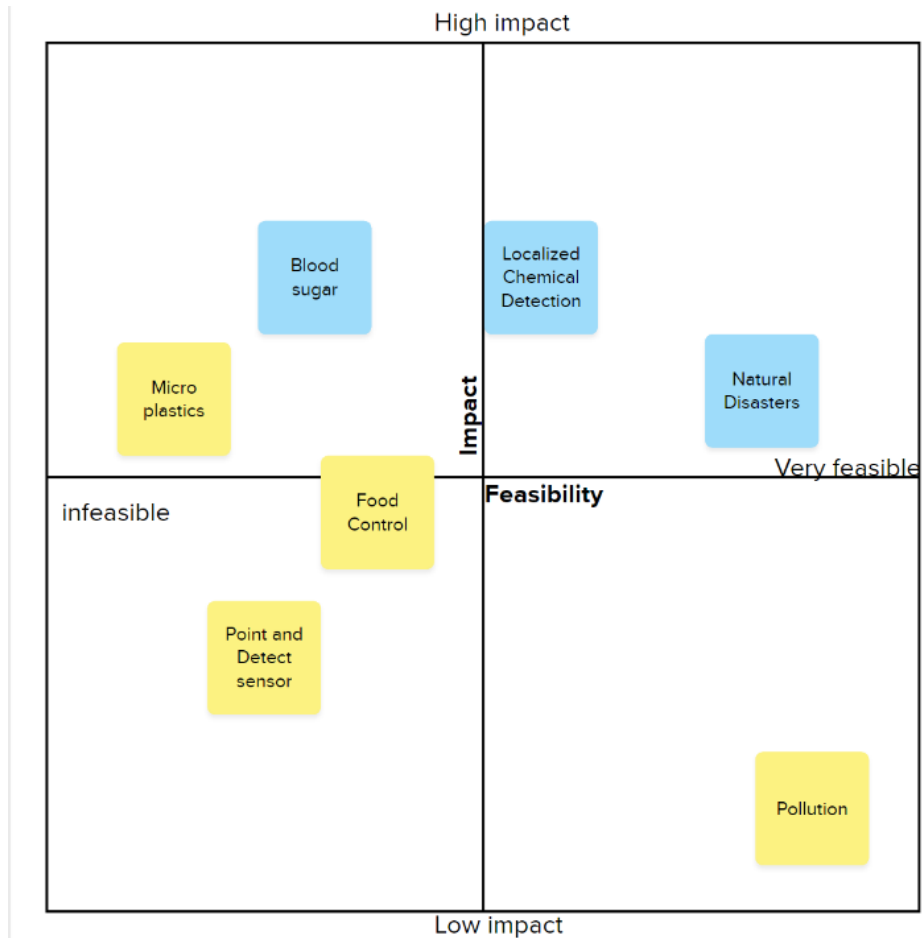 High impact
Blood
sugar
Localized
Chemical
Detection
Micro
plastics
Natural
Disasters
Impact
Very feasible
Feasibility
infeasible
Food
Control
Point and
Detect
sensor
Pollution
Low impact